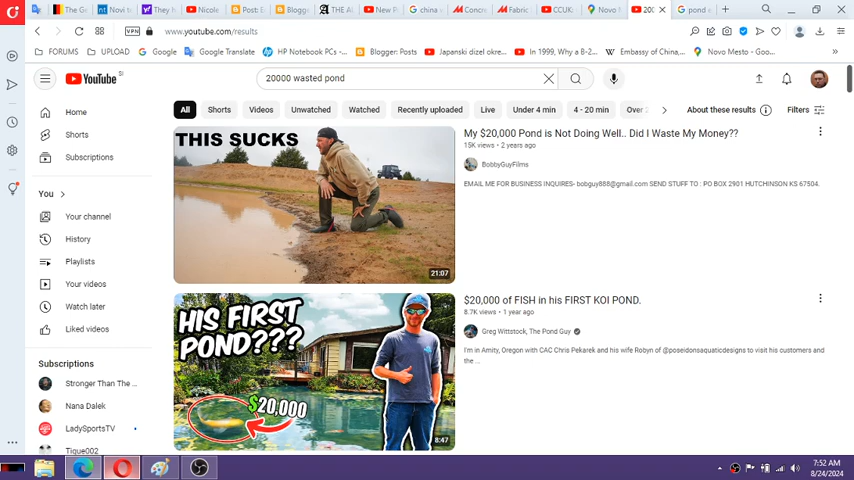 The Ge
Novi t
They h
Nicole
Post: E
Blogge
THE Al
New P
china
Concre
Fabric
CCUK:
Novo M
20
pond
VPN
www.youtube.com/results
FORUMS
UPLOAD
Google
Google Translate
HP Notebook PCs -...
Blogger: Posts
Japanski dizel okre...
In 1999, Why a B-2...
Embassy of China,...
Novo Mesto - Goo...
YouTube SI
20000 wasted pond
All
Shorts
Videos
Unwatched
Watched
Recently uploaded
Live
Under 4 min
4 - 20 min
Over 2
About these results
Filters
Home
Shorts
Subscriptions
You
Your channel
History
Playlists
Your videos
Watch later
Liked videos
Subscriptions
Stronger Than The ...
Nana Dalek
LadySportsTV
Tique002
THIS SUCKS
21:07
My $20,000 Pond is Not Doing Well.. Did I Waste My Money??
15K views • 2 years ago
BobbyGuyFilms
EMAIL ME FOR BUSINESS INQUIRES- bobguy888@gmail.com SEND STUFF TO : PO BOX 2901 HUTCHINSON KS 67504.
HIS FIRST
POND???
$20,000
8:47
$20,000 of FISH in his FIRST KOI POND.
8.7K views • 1 year ago
Greg Wittstock, The Pond Guy
I'm in Amity, Oregon with CAC Chris Pekarek and his wife Robyn of @poseidonsaquaticdesigns to visit his customers and
the ...
7:52 AM
8/24/2024